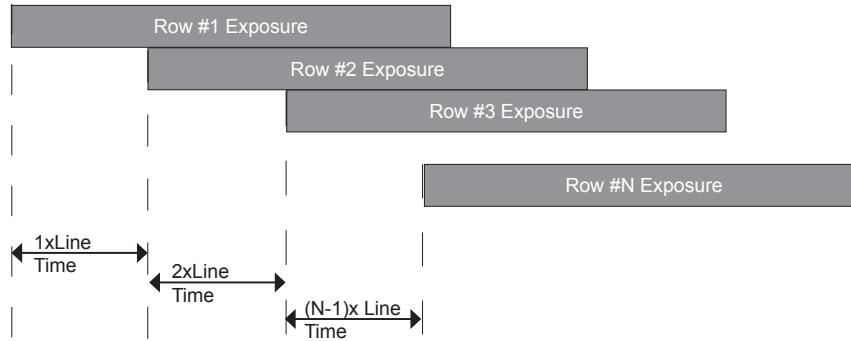 Row #1 Exposure
Row #2 Exposure
Row #3 Exposure
Row #N Exposure
1xLine
Time
2xLine
Time
(N-1)x Line
Time